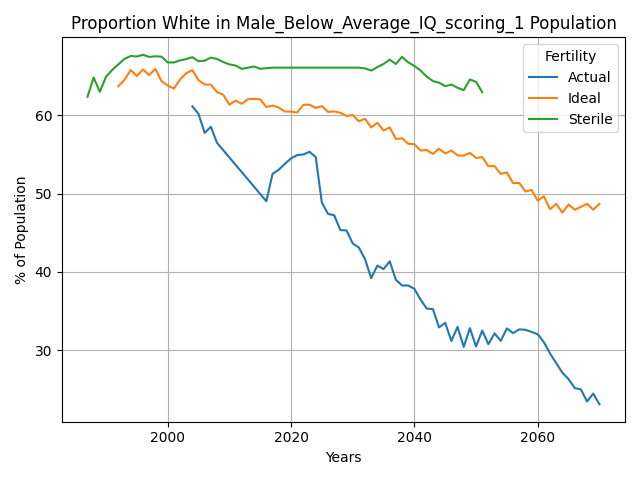 Proportion White in Male_Below_Average_IQ_scoring_1 Population
Fertility
Actual
Ideal
Sterile
% of Population
60
50
40
30
2000 2020 2040 2060
Years